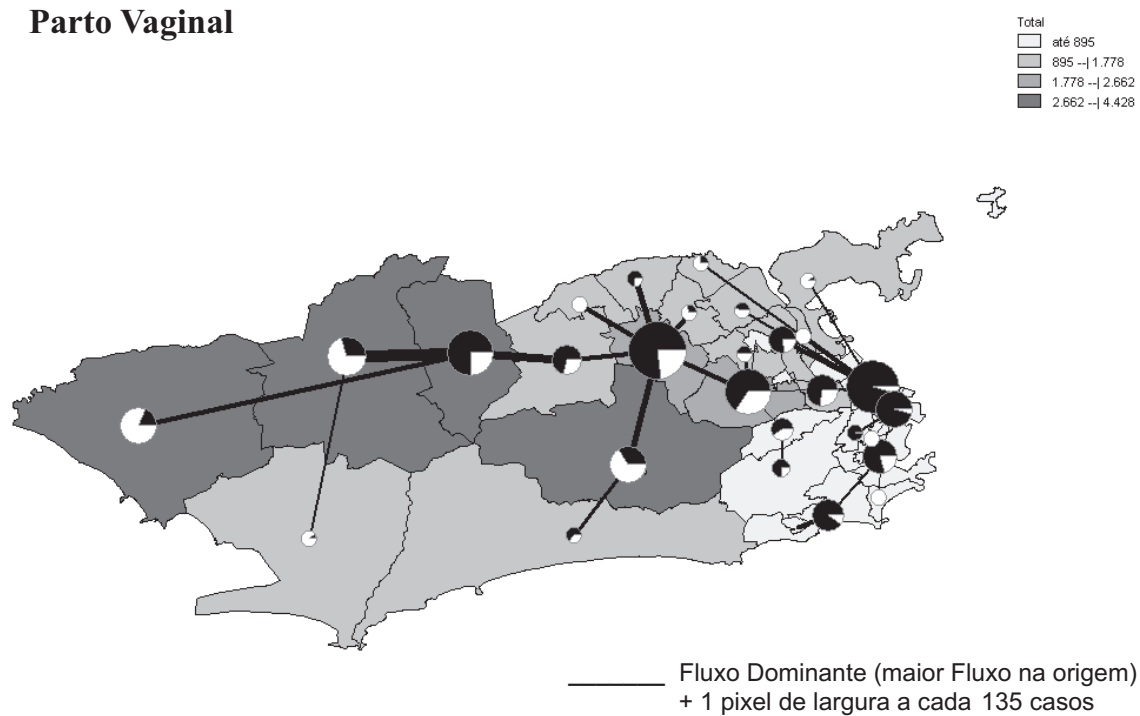 Parto Vaginal
Total
até 895
895 --| 1.778
1.778 --| 2.662
2.662 --| 4.428
Fluxo Dominante (maior Fluxo na origem)
+ 1 pixel de largura a cada 135 casos